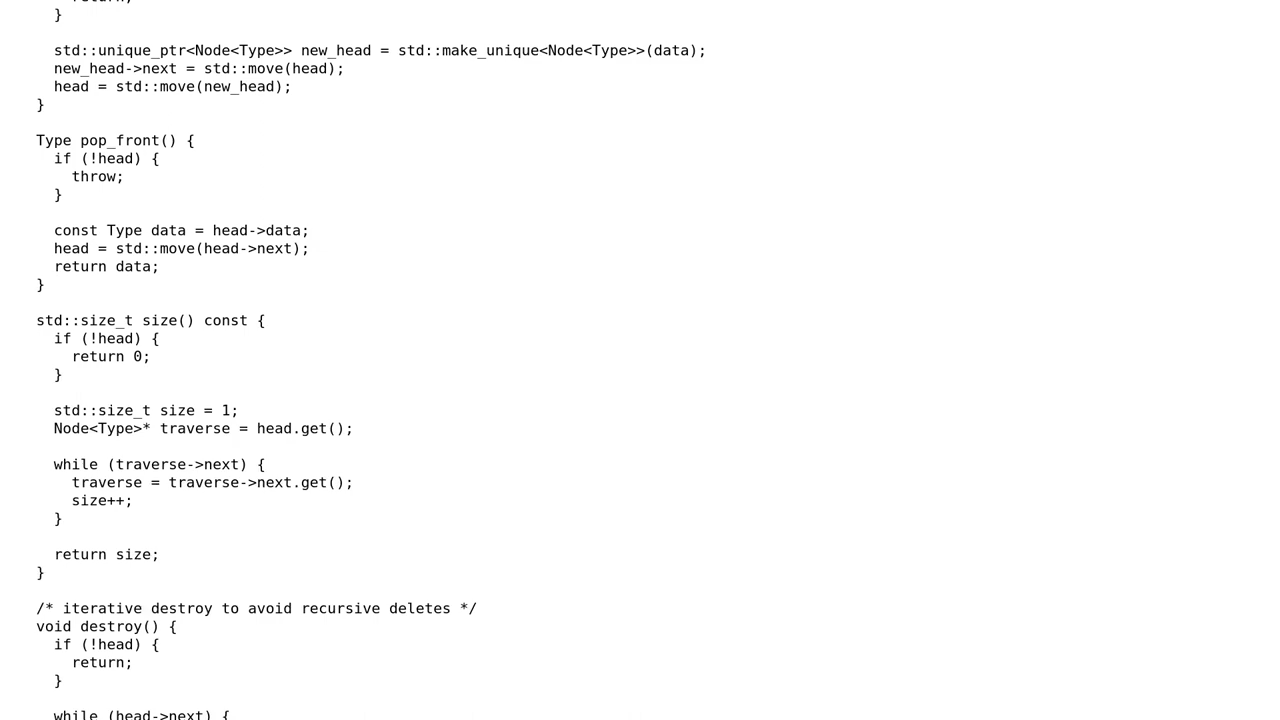 return;
}
std::unique_ptr<Node<Type>> new_head = std::make_unique<Node<Type>>(data);
new_head->next = std::move(head);
head = std::move(new_head);
}
Type pop_front() {
if (!head) {
throw;
}
const Type data = head->data;
head = std::move(head->next);
return data;
}
std::size_t size() const {
if (!head) {
return 0;
}
std::size_t size = 1;
Node<Type>* traverse = head.get();
while (traverse->next) {
traverse = traverse->next.get();
size++;
}
return size;
}
/* iterative destroy to avoid recursive deletes */
void destroy() {
if (!head) {
return;
}
while (head->next) {